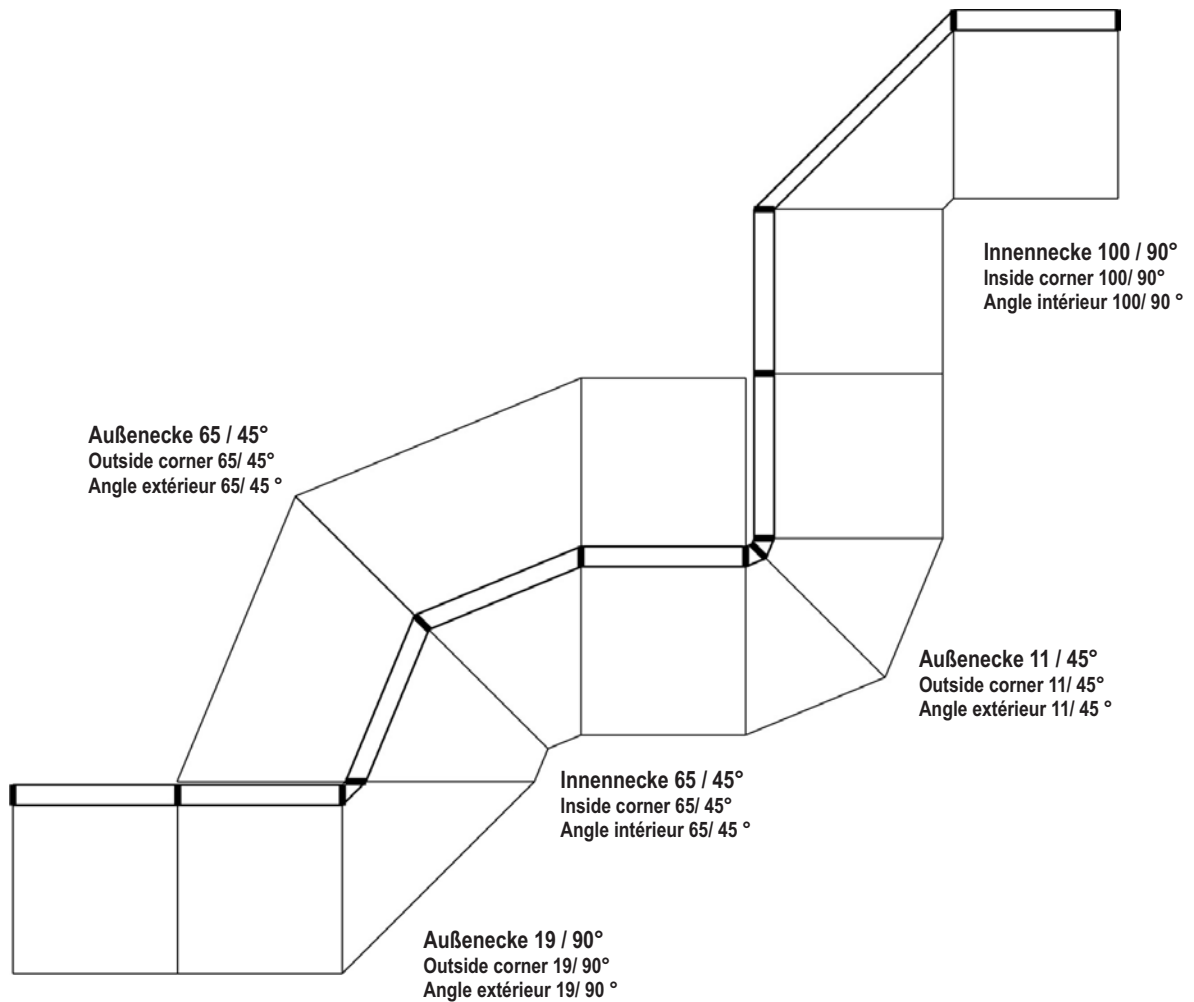 Innennecke 100 / 90°
Inside corner 100/ 90°
Angle intérieur 100/ 90 °
Außenecke 65 / 45°
Outside corner 65/ 45°
Angle extérieur 65/ 45 °
Außenecke 11 / 45°
Outside corner 11/ 45°
Angle extérieur 11/ 45 °
Innennecke 65 / 45°
Inside corner 65/ 45°
Angle intérieur 65/ 45 °
Außenecke 19 / 90°
Outside corner 19/ 90°
Angle extérieur 19/ 90 °